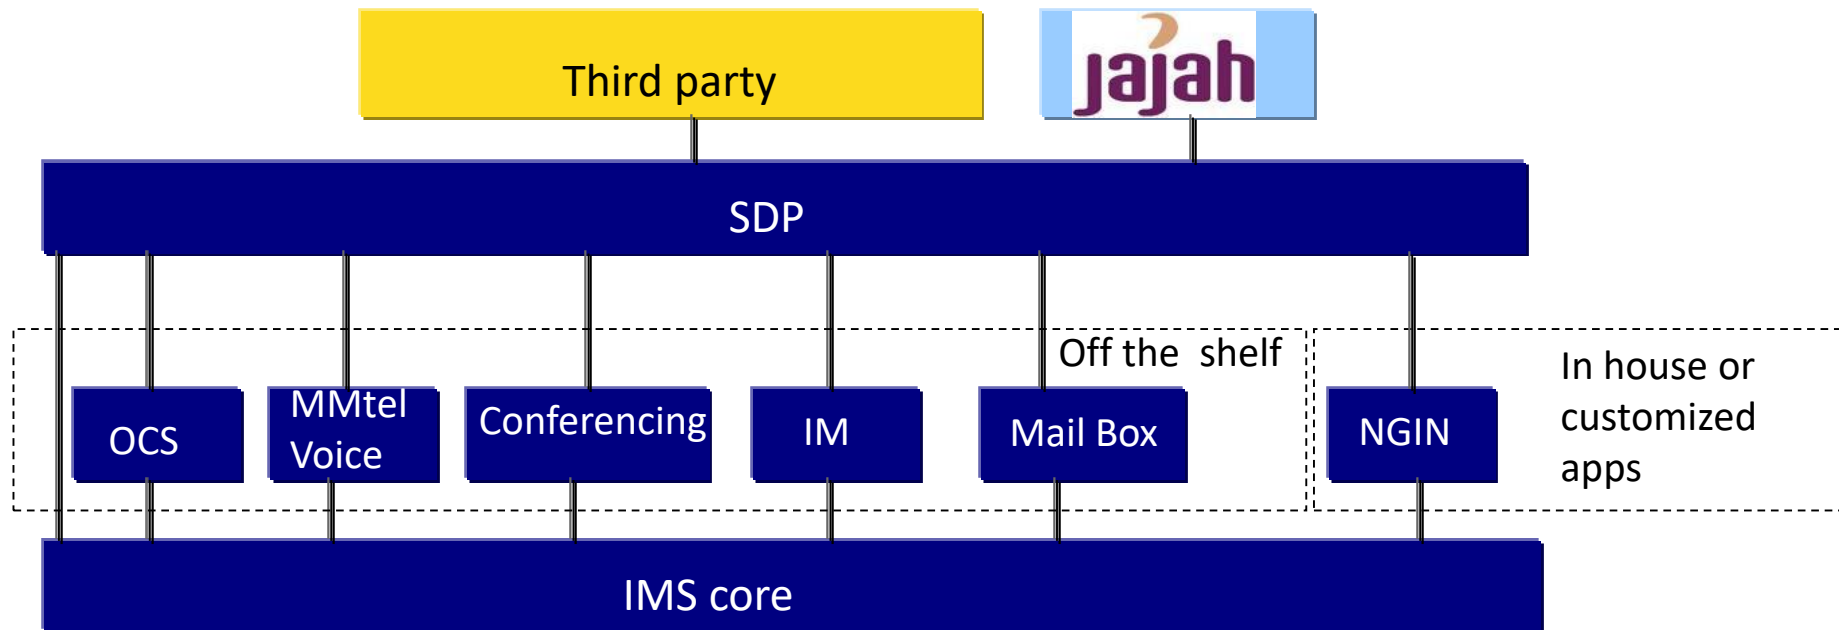 Third party
jajah
SDP
Off the shelf
In house or
customized
apps
OCS
MMtel
Voice
Conferencing
IM
Mail Box
NGIN
IMS core